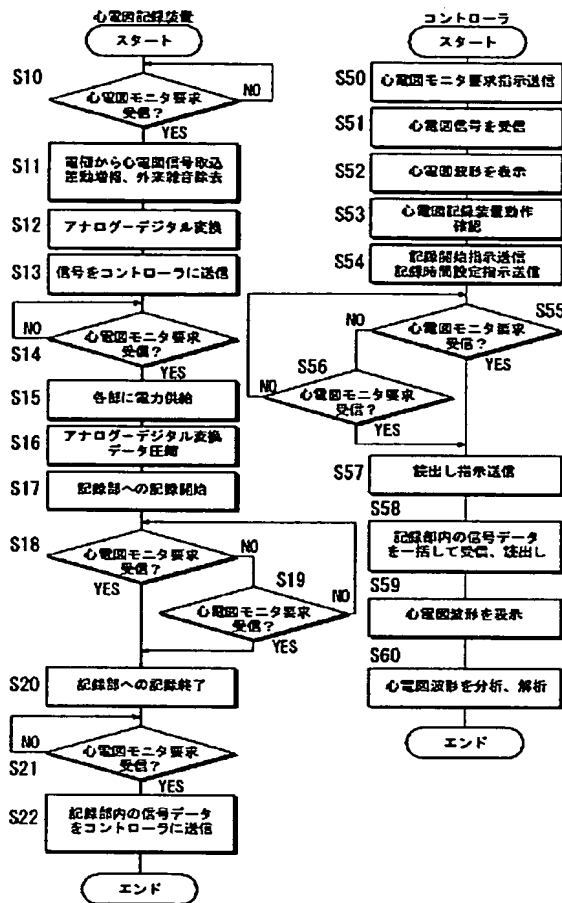 心電図記録装置
スタート
S10
心電図モニタ要求
受信?
NO
YES
S11
電極から心電図信号取込
差動増幅、外来雑音除去
S12
アナログーデジタル変換
S13
信号をコントローラに送信
NO
心電図モニタ要求
受信?
S14
YES
S15
各部に電力供給
S16
アナログーデジタル変換
データ圧縮
S17
記録部への記録開始
S18
心電図モニタ要求
受信?
NO
YES
S19
心電図モニタ要求
受信?
NO
YES
S20
記録部への記録終了
NO
心電図モニタ要求
受信?
S21
YES
S22
記録部内の信号データ
をコントローラに送信
エンド
コントローラ
スタート
S50
心電図モニタ要求指示送信
S51
心電図信号を受信
S52
心電図波形を表示
S53
心電図記録装置動作
確認
S54
記録開始指示送信
記録時間設定指示送信
S55
NO
心電図モニタ要求
受信?
YES
S56
NO
心電図モニタ要求
受信?
YES
S57
読出し指示送信
S58
記録部内の信号データ
を一括して受信、読出し
S59
心電図波形を表示
S60
心電図波形を分析、解析
エンド